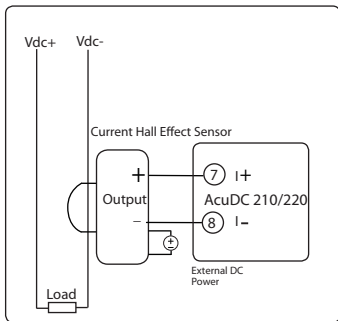 Vdc+ Vdc-
Current Hall Effect Sensor
+ 7 I+
Output AcuDC 210/220
- 8 I-
+
-
External DC
Power
Load